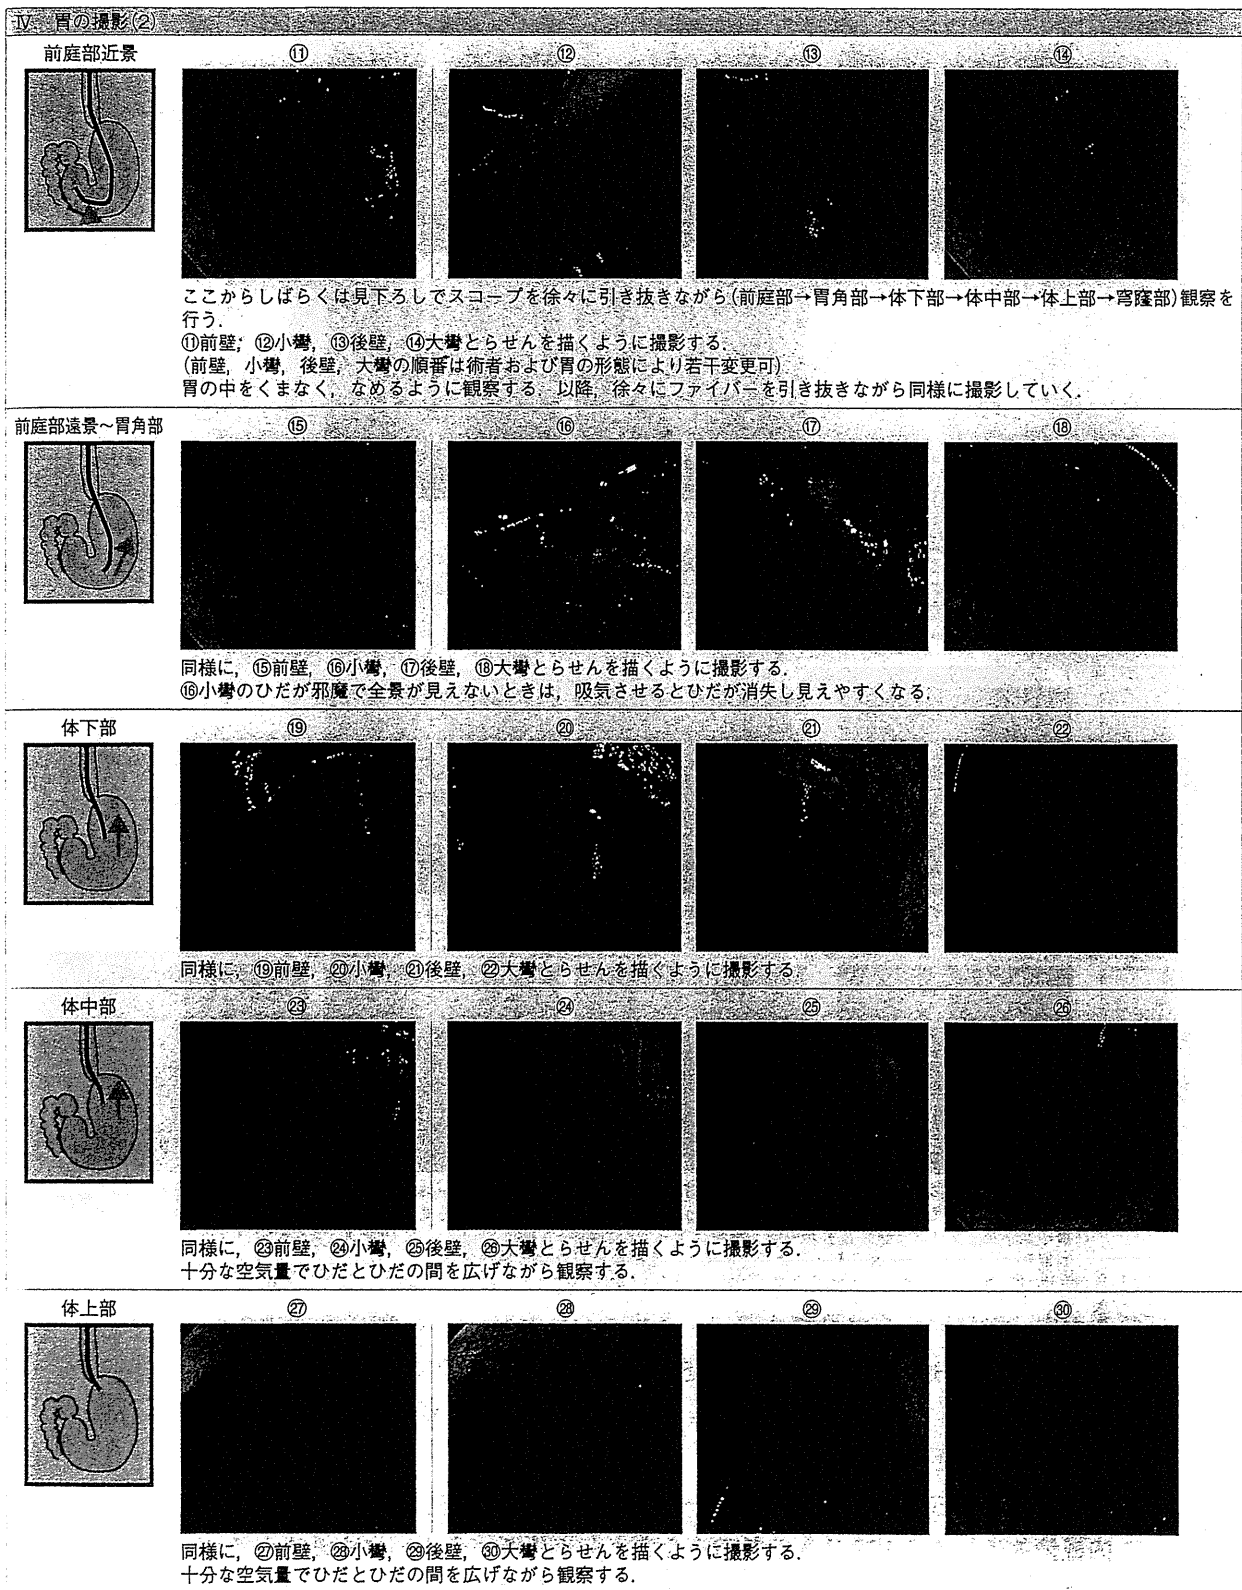 Ⅳ 胃の撮影(2)
前庭部近景
⑪ ⑫ ⑬ ⑭
ここからしばらくは見下ろしでスコープを徐々に引き抜きながら(前庭部→胃角部→体下部→体中部→体上部→穹窿部)観察を
行う.
⑪前壁, ⑫小彎, ⑬後壁, ⑭大彎とらせんを描くように撮影する.
(前壁, 小彎, 後壁, 大彎の順番は術者および胃の形態により若干変更可)
胃の中をくまなく, なめるように観察する. 以降, 徐々にファイバーを引き抜きながら同様に撮影していく.
前庭部遠景〜胃角部
⑮ ⑯ ⑰ ⑱
同様に, ⑮前壁, ⑯小彎, ⑰後壁, ⑱大彎とらせんを描くように撮影する.
⑯小彎のひだが邪魔で全景が見えないときは, 吸気させるとひだが消失し見えやすくなる.
体下部
⑲ ⑳ ㉑ ㉒
同様に, ⑲前壁, ⑳小彎, ㉑後壁, ㉒大彎とらせんを描くように撮影する.
体中部
㉓ ㉔ ㉕ ㉖
同様に, ㉓前壁, ㉔小彎, ㉕後壁, ㉖大彎とらせんを描くように撮影する.
十分な空気量でひだとひだの間を広げながら観察する.
体上部
㉗ ㉘ ㉙ ㉚
同様に, ㉗前壁, ㉘小彎, ㉙後壁, ㉚大彎とらせんを描くように撮影する.
十分な空気量でひだとひだの間を広げながら観察する.